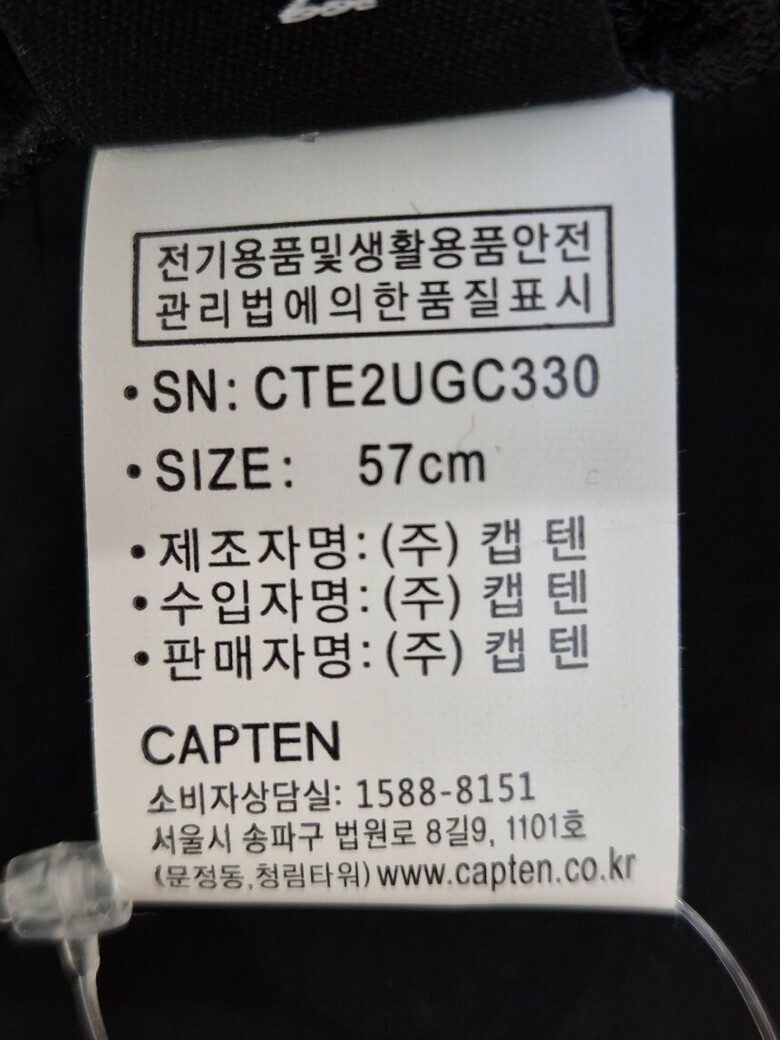 전기용품및생활용품안전
관리법에의한품질표시
•SN: CTE2UGC330
•SIZE: 57cm
•제조자명:(주) 캡 텐
•수입자명:(주) 캡 텐
•판매자명:(주) 캡 텐
CAPTEN
소비자상담실: 1588-8151
서울시 송파구 법원로 8길9, 1101호
(문정동,청림타워)www.capten.co.kr